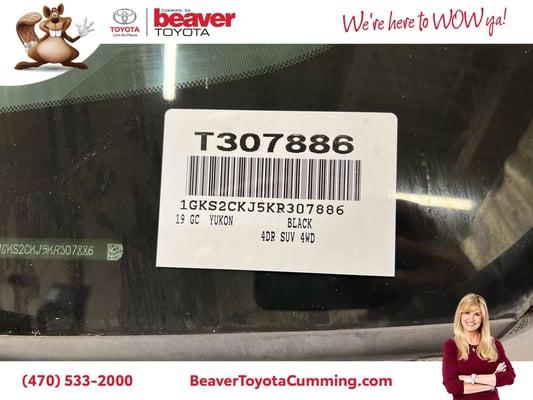 CUMMING, GA
TOYOTA
Let's Go Places
beaver
TOYOTA
We're here to WOW ya!
T307886
1GKS2CKJ5KR307886
19 GC YUKON BLACK
4DR SUV 4WD
1GKS2CKJ5KR307886
(470) 533-2000
BeaverToyotaCumming.com